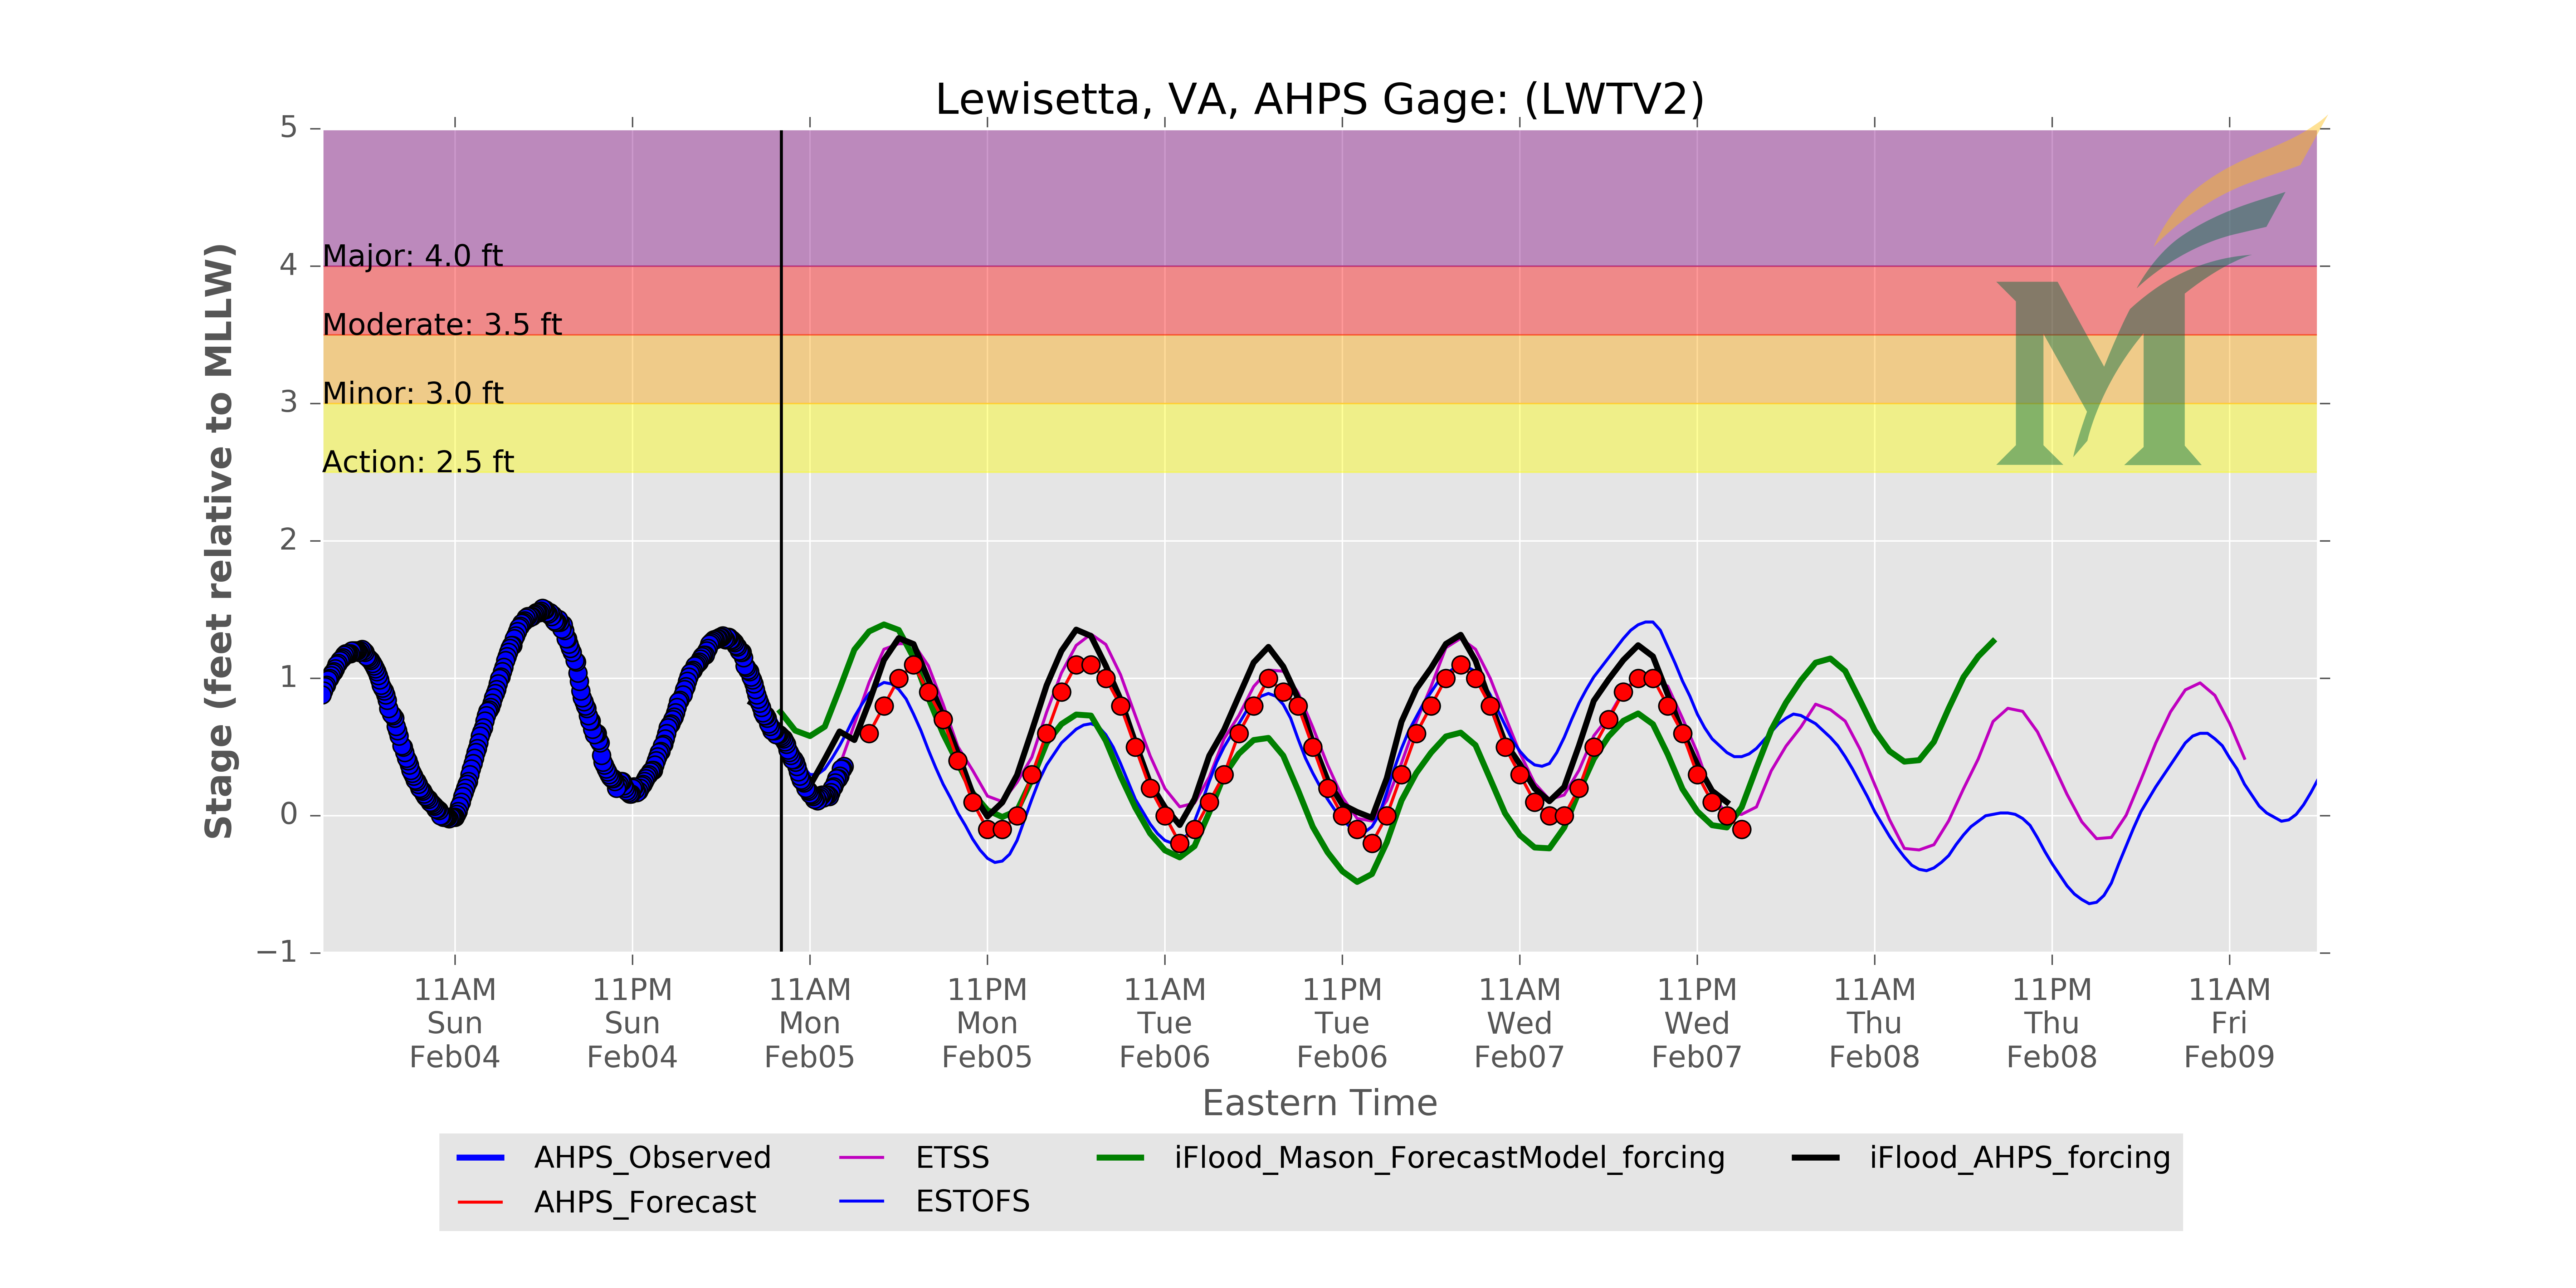 Lewisetta, VA, AHPS Gage: (LWTV2)
Stage (feet relative to MLLW)
5
4
3
2
1
0
−1
Major: 4.0 ft
Moderate: 3.5 ft
Minor: 3.0 ft
Action: 2.5 ft
M
11AM 11PM 11AM 11PM 11AM 11PM 11AM 11PM 11AM 11PM 11AM
Sun Sun Mon Mon Tue Tue Wed Wed Thu Thu Fri
Feb04 Feb04 Feb05 Feb05 Feb06 Feb06 Feb07 Feb07 Feb08 Feb08 Feb09
Eastern Time
AHPS_Observed ETSS iFlood_Mason_ForecastModel_forcing iFlood_AHPS_forcing
AHPS_Forecast ESTOFS